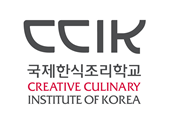 CCIK
국제한식조리학교
CREATIVE CULINARY
INSTITUTE OF KOREA